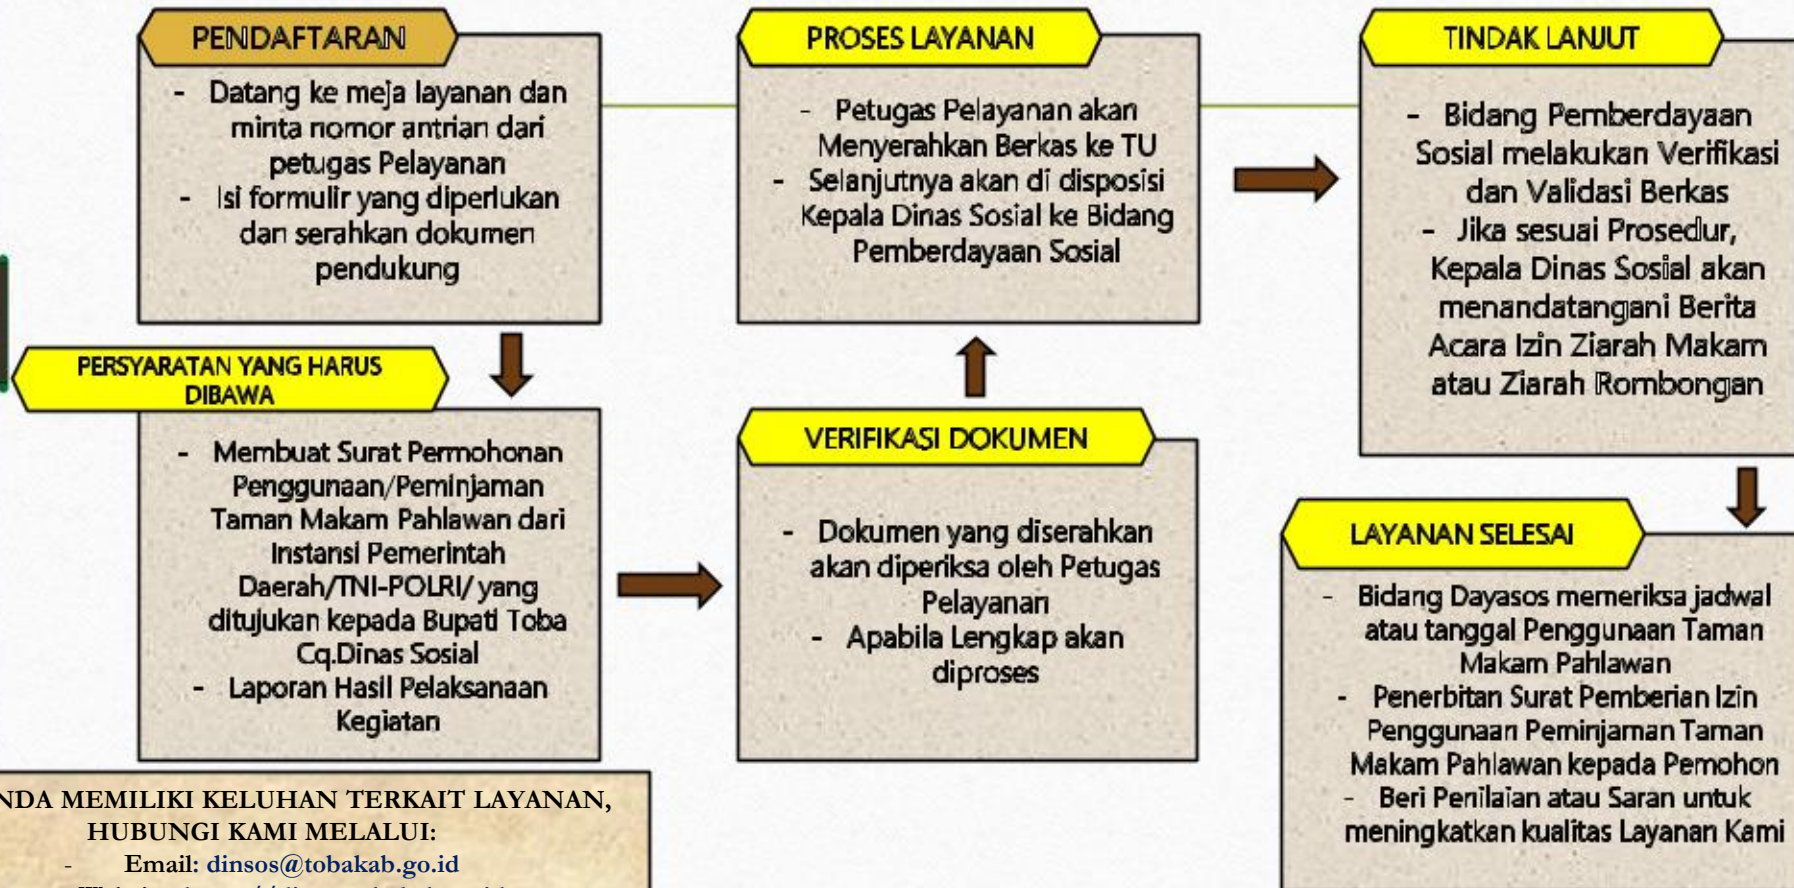 PENDAFTARAN
- Datang ke meja layanan dan
minta nomor antrian dari
petugas Pelayanan
- Isi formulir yang diperlukan
dan serahkan dokumen
pendukung
PERSYARATAN YANG HARUS
DIBAWA
- Membuat Surat Permohonan
Penggunaan/Peminjaman
Taman Makam Pahlawan dari
Instansi Pemerintah
Daerah/TNI-POLRI/ yang
ditujukan kepada Bupati Toba
Cq.Dinas Sosial
- Laporan Hasil Pelaksanaan
Kegiatan
VERIFIKASI DOKUMEN
- Dokumen yang diserahkan
akan diperiksa oleh Petugas
Pelayanan
- Apabila Lengkap akan
diproses
PROSES LAYANAN
- Petugas Pelayanan akan
Menyerahkan Berkas ke TU
- Selanjutnya akan di disposisi
Kepala Dinas Sosial ke Bidang
Pemberdayaan Sosial
TINDAK LANJUT
- Bidang Pemberdayaan
Sosial melakukan Verifikasi
dan Validasi Berkas
- Jika sesuai Prosedur,
Kepala Dinas Sosial akan
menandatangani Berita
Acara Izin Ziarah Makam
atau Ziarah Rombongan
LAYANAN SELESAI
- Bidang Dayasos memeriksa jadwal
atau tanggal Penggunaan Taman
Makam Pahlawan
- Penerbitan Surat Pemberian Izin
Penggunaan Peminjaman Taman
Makam Pahlawan kepada Pemohon
- Beri Penilaian atau Saran untuk
meningkatkan kualitas Layanan Kami
NDA MEMILIKI KELUHAN TERKAIT LAYANAN,
HUBUNGI KAMI MELALUI:
- Email: dinsos@tobakab.go.id